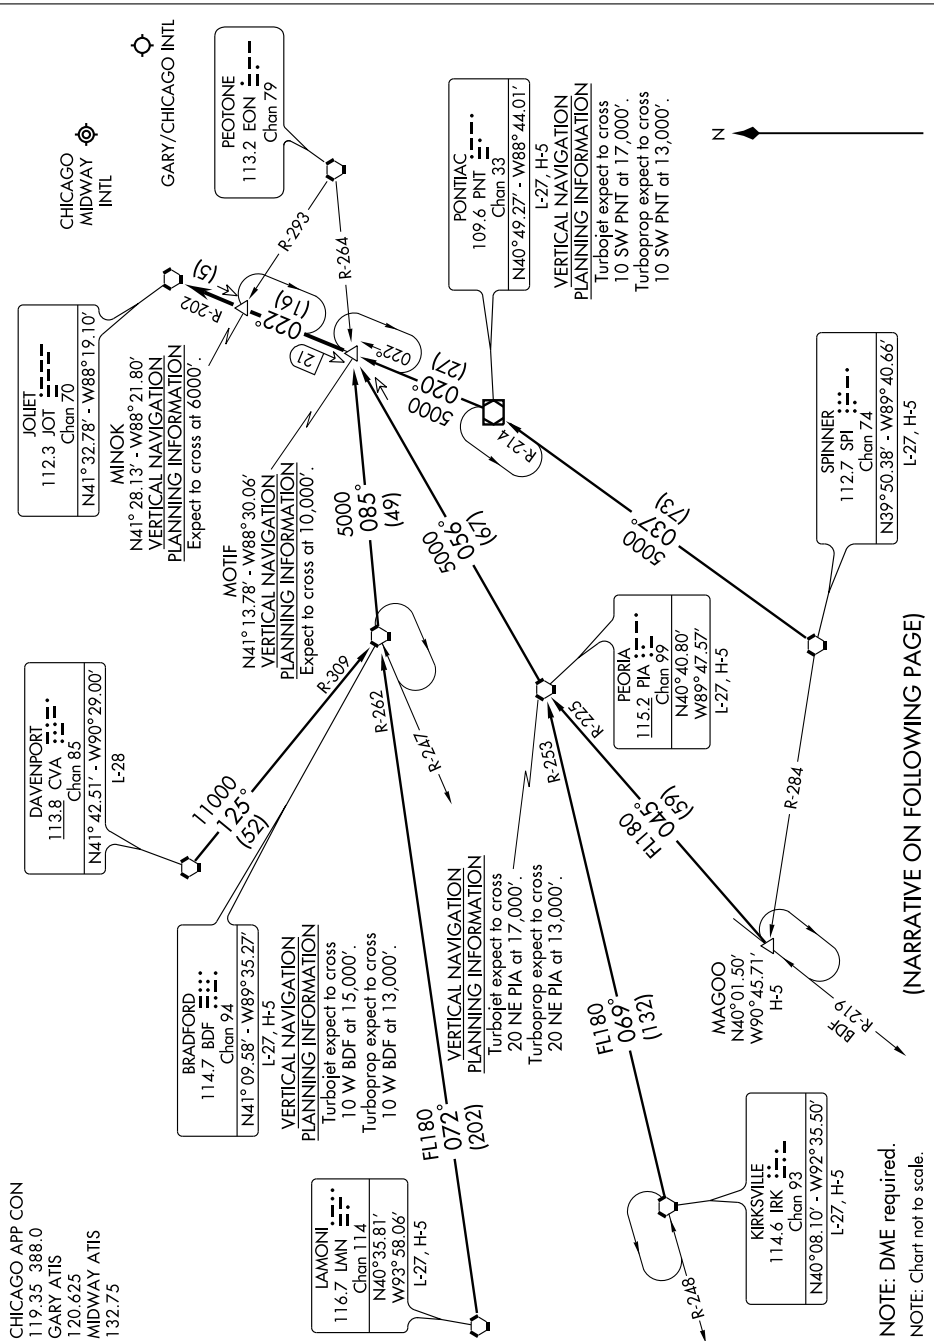 CHICAGO APP CON
119.35 388.0
GARY ATIS
120.625
MIDWAY ATIS
132.75
DAVENPORT
113.8 CVA
Chan 85
N41°42.51' - W90°29.00'
L-28
11000
125°
(52)
R-309
BRADFORD
114.7 BDF
Chan 94
N41°09.58' - W89°35.27'
L-27, H-5
VERTICAL NAVIGATION
PLANNING INFORMATION
Turbojet expect to cross
10 W BDF at 15,000'.
Turboprop expect to cross
10 W BDF at 13,000'.
R-262
R-247
LAMONI
116.7 LMN
Chan 114
N40°35.81'
W93°58.06'
L-27, H-5
FL180
072°
(202)
JOLIET
112.3 JOT
Chan 70
N41°32.78' - W88°19.10'
MINOK
N41°28.13' - W88°21.80'
VERTICAL NAVIGATION
PLANNING INFORMATION
Expect to cross at 6000'.
MOTIF
N41°13.78' - W88°30.06'
VERTICAL NAVIGATION
PLANNING INFORMATION
Expect to cross at 10,000'.
5000
085°
(49)
CHICAGO
MIDWAY
INTL
GARY/CHICAGO INTL
PEOTONE
113.2 EON
Chan 79
R-293
R-264
R-202
(5)
022°
(16)
21
022°
5000
020°
(27)
PONTIAC
109.6 PNT
Chan 33
N40°49.27' - W88°44.01'
L-27, H-5
VERTICAL NAVIGATION
PLANNING INFORMATION
Turbojet expect to cross
10 SW PNT at 17,000'.
Turboprop expect to cross
10 SW PNT at 13,000'.
R-214
5000
056°
(67)
5000
037°
(73)
SPINNER
112.7 SPI
Chan 74
N39°50.38' - W89°40.66'
L-27, H-5
PEORIA
115.2 PIA
Chan 99
N40°40.80'
W89°47.57'
L-27, H-5
VERTICAL NAVIGATION
PLANNING INFORMATION
Turbojet expect to cross
20 NE PIA at 17,000'.
Turboprop expect to cross
20 NE PIA at 13,000'.
R-253
R-225
FL180
045°
(59)
R-284
FL180
069°
(132)
MAGOO
N40°01.50'
W90°45.71'
H-5
BDF
R-219
KIRKSVILLE
114.6 IRK
Chan 93
N40°08.10' - W92°35.50'
L-27, H-5
R-248
N
NOTE: DME required.
NOTE: Chart not to scale.
(NARRATIVE ON FOLLOWING PAGE)